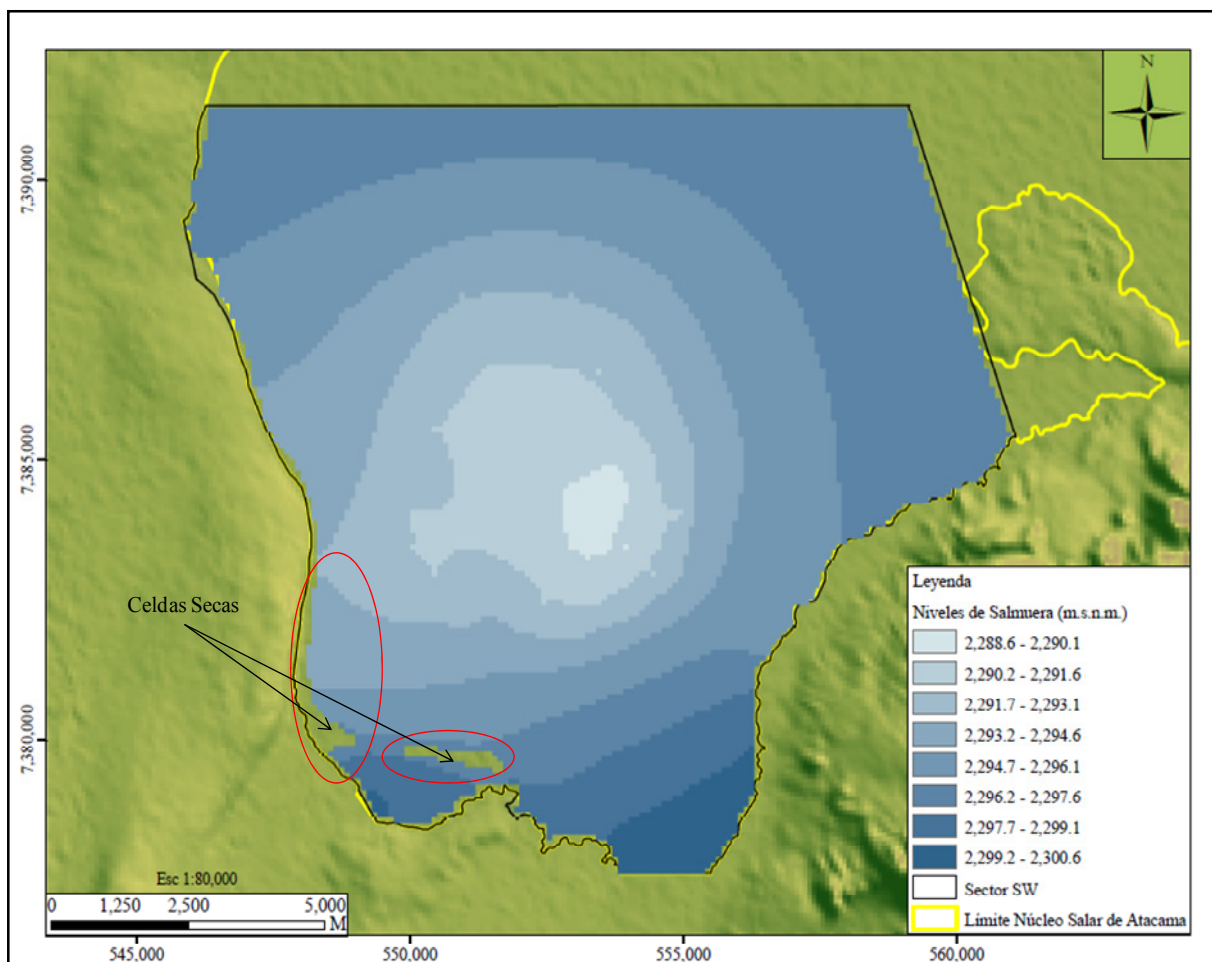 N
7,390,000
7,385,000
7,380,000
Celdas Secas
Leyenda
Niveles de Salmuera (m.s.n.m.)
2,288.6 - 2,290.1
2,290.2 - 2,291.6
2,291.7 - 2,293.1
2,293.2 - 2,294.6
2,294.7 - 2,296.1
2,296.2 - 2,297.6
2,297.7 - 2,299.1
2,299.2 - 2,300.6
Sector SW
Límite Núcleo Salar de Atacama
Esc 1:80,000
0 1,250 2,500 5,000
M
545,000 550,000 555,000 560,000